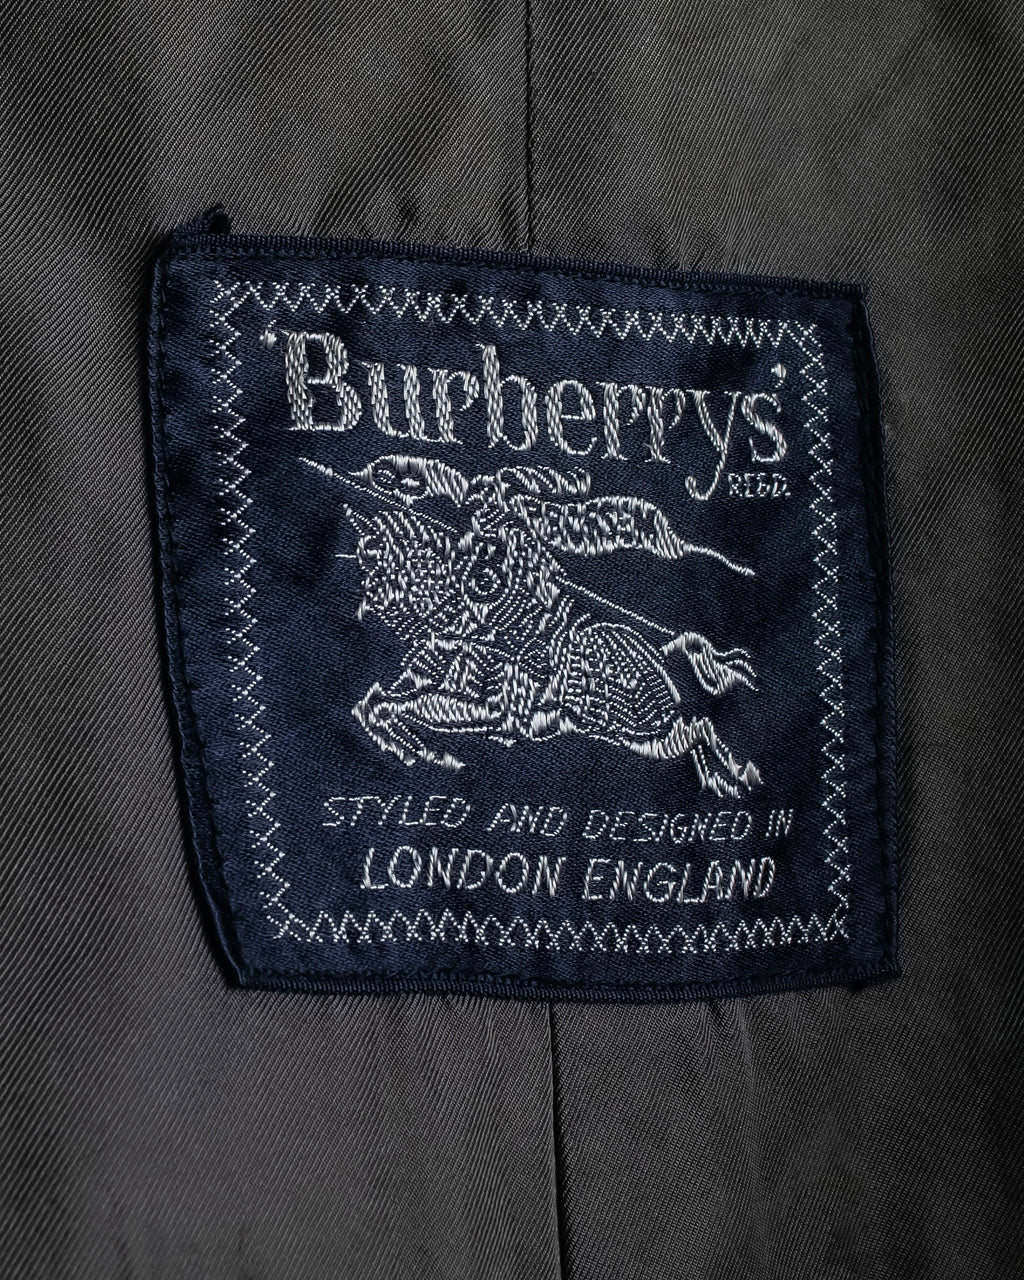 'Burberrys'
REGD.
STYLED AND DESIGNED IN
LONDON ENGLAND